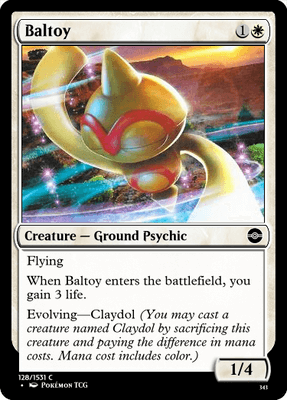 Baltoy 1
Creature — Ground Psychic
Flying
When Baltoy enters the battlefield, you
gain 3 life.
Evolving—Claydol (You may cast a
creature named Claydol by sacrificing this
creature and paying the difference in mana
costs. Mana cost includes color.)
1/4
128/1531 C
• Pokémon TCG
341